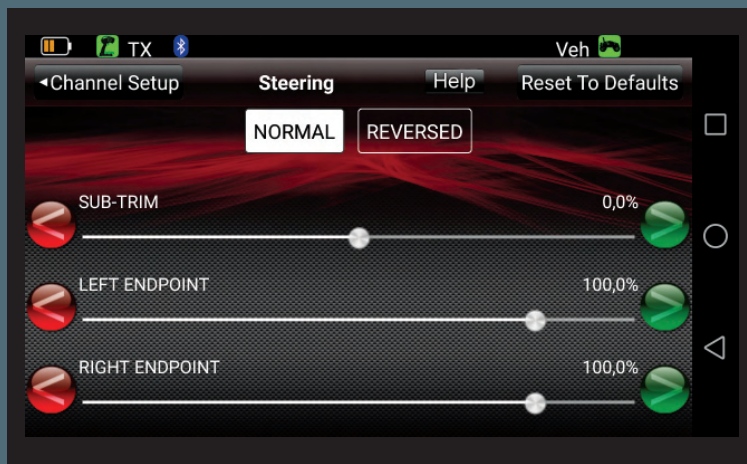 TX Veh
◂Channel Setup Steering Help Reset To Defaults
NORMAL REVERSED
SUB-TRIM 0,0%
LEFT ENDPOINT 100,0%
RIGHT ENDPOINT 100,0%